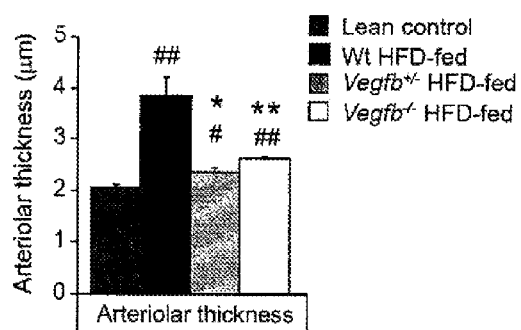 Lean control
Wt HFD-fed
Vegfb+/- HFD-fed
Vegfb-/- HFD-fed
Arteriolar thickness (μm)
5
4
3
2
1
0
##
*
#
**
##
Arteriolar thickness